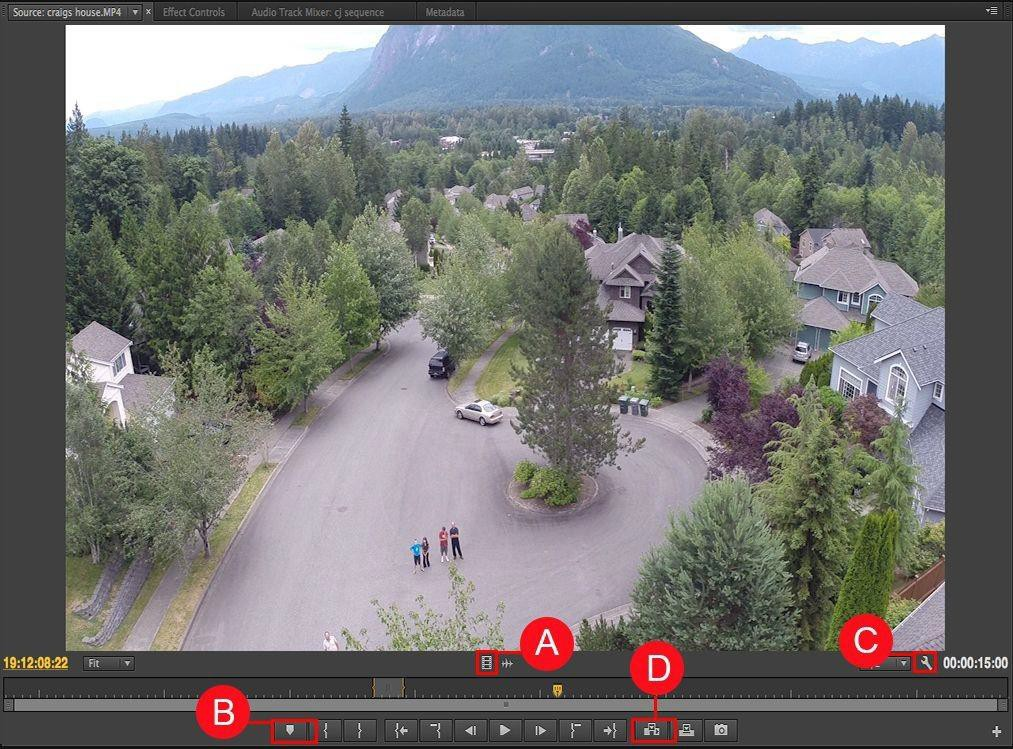 Source: craigs house.MP4 Effect Controls Audio Track Mixer: cj sequence Metadata
A
C
D
19:12:08:22 Fit 00:00:15:00
B